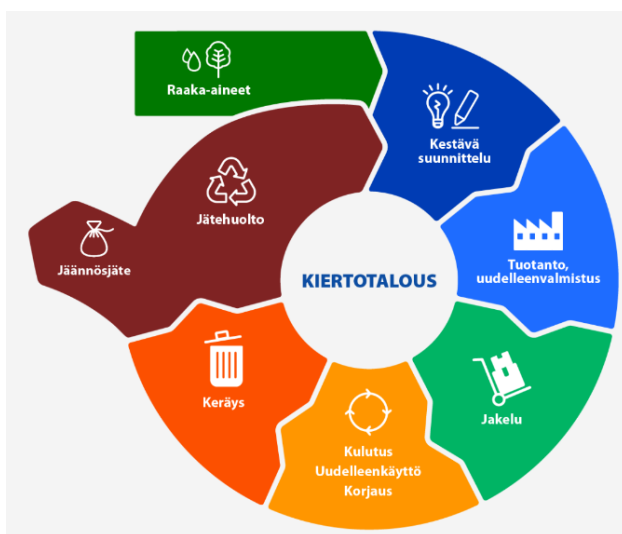 Raaka-aineet
Kestävä
suunnittelu
Tuotanto,
uudelleenvalmistus
Jakelu
Kulutus
Uudelleenkäyttö
Korjaus
Keräys
Jätehuolto
Jäännösjäte
KIERTOTALOUS